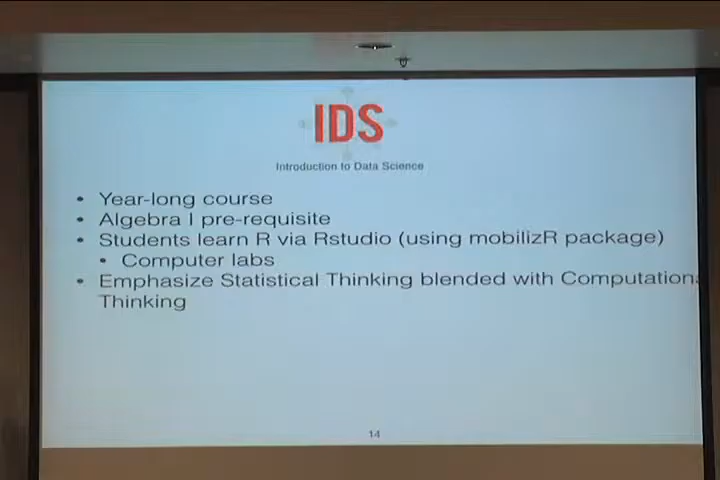 IDS
Introduction to Data Science
• Year-long course
• Algebra I pre-requisite
• Students learn R via Rstudio (using mobilizR package)
• Computer labs
• Emphasize Statistical Thinking blended with Computationa
Thinking
14